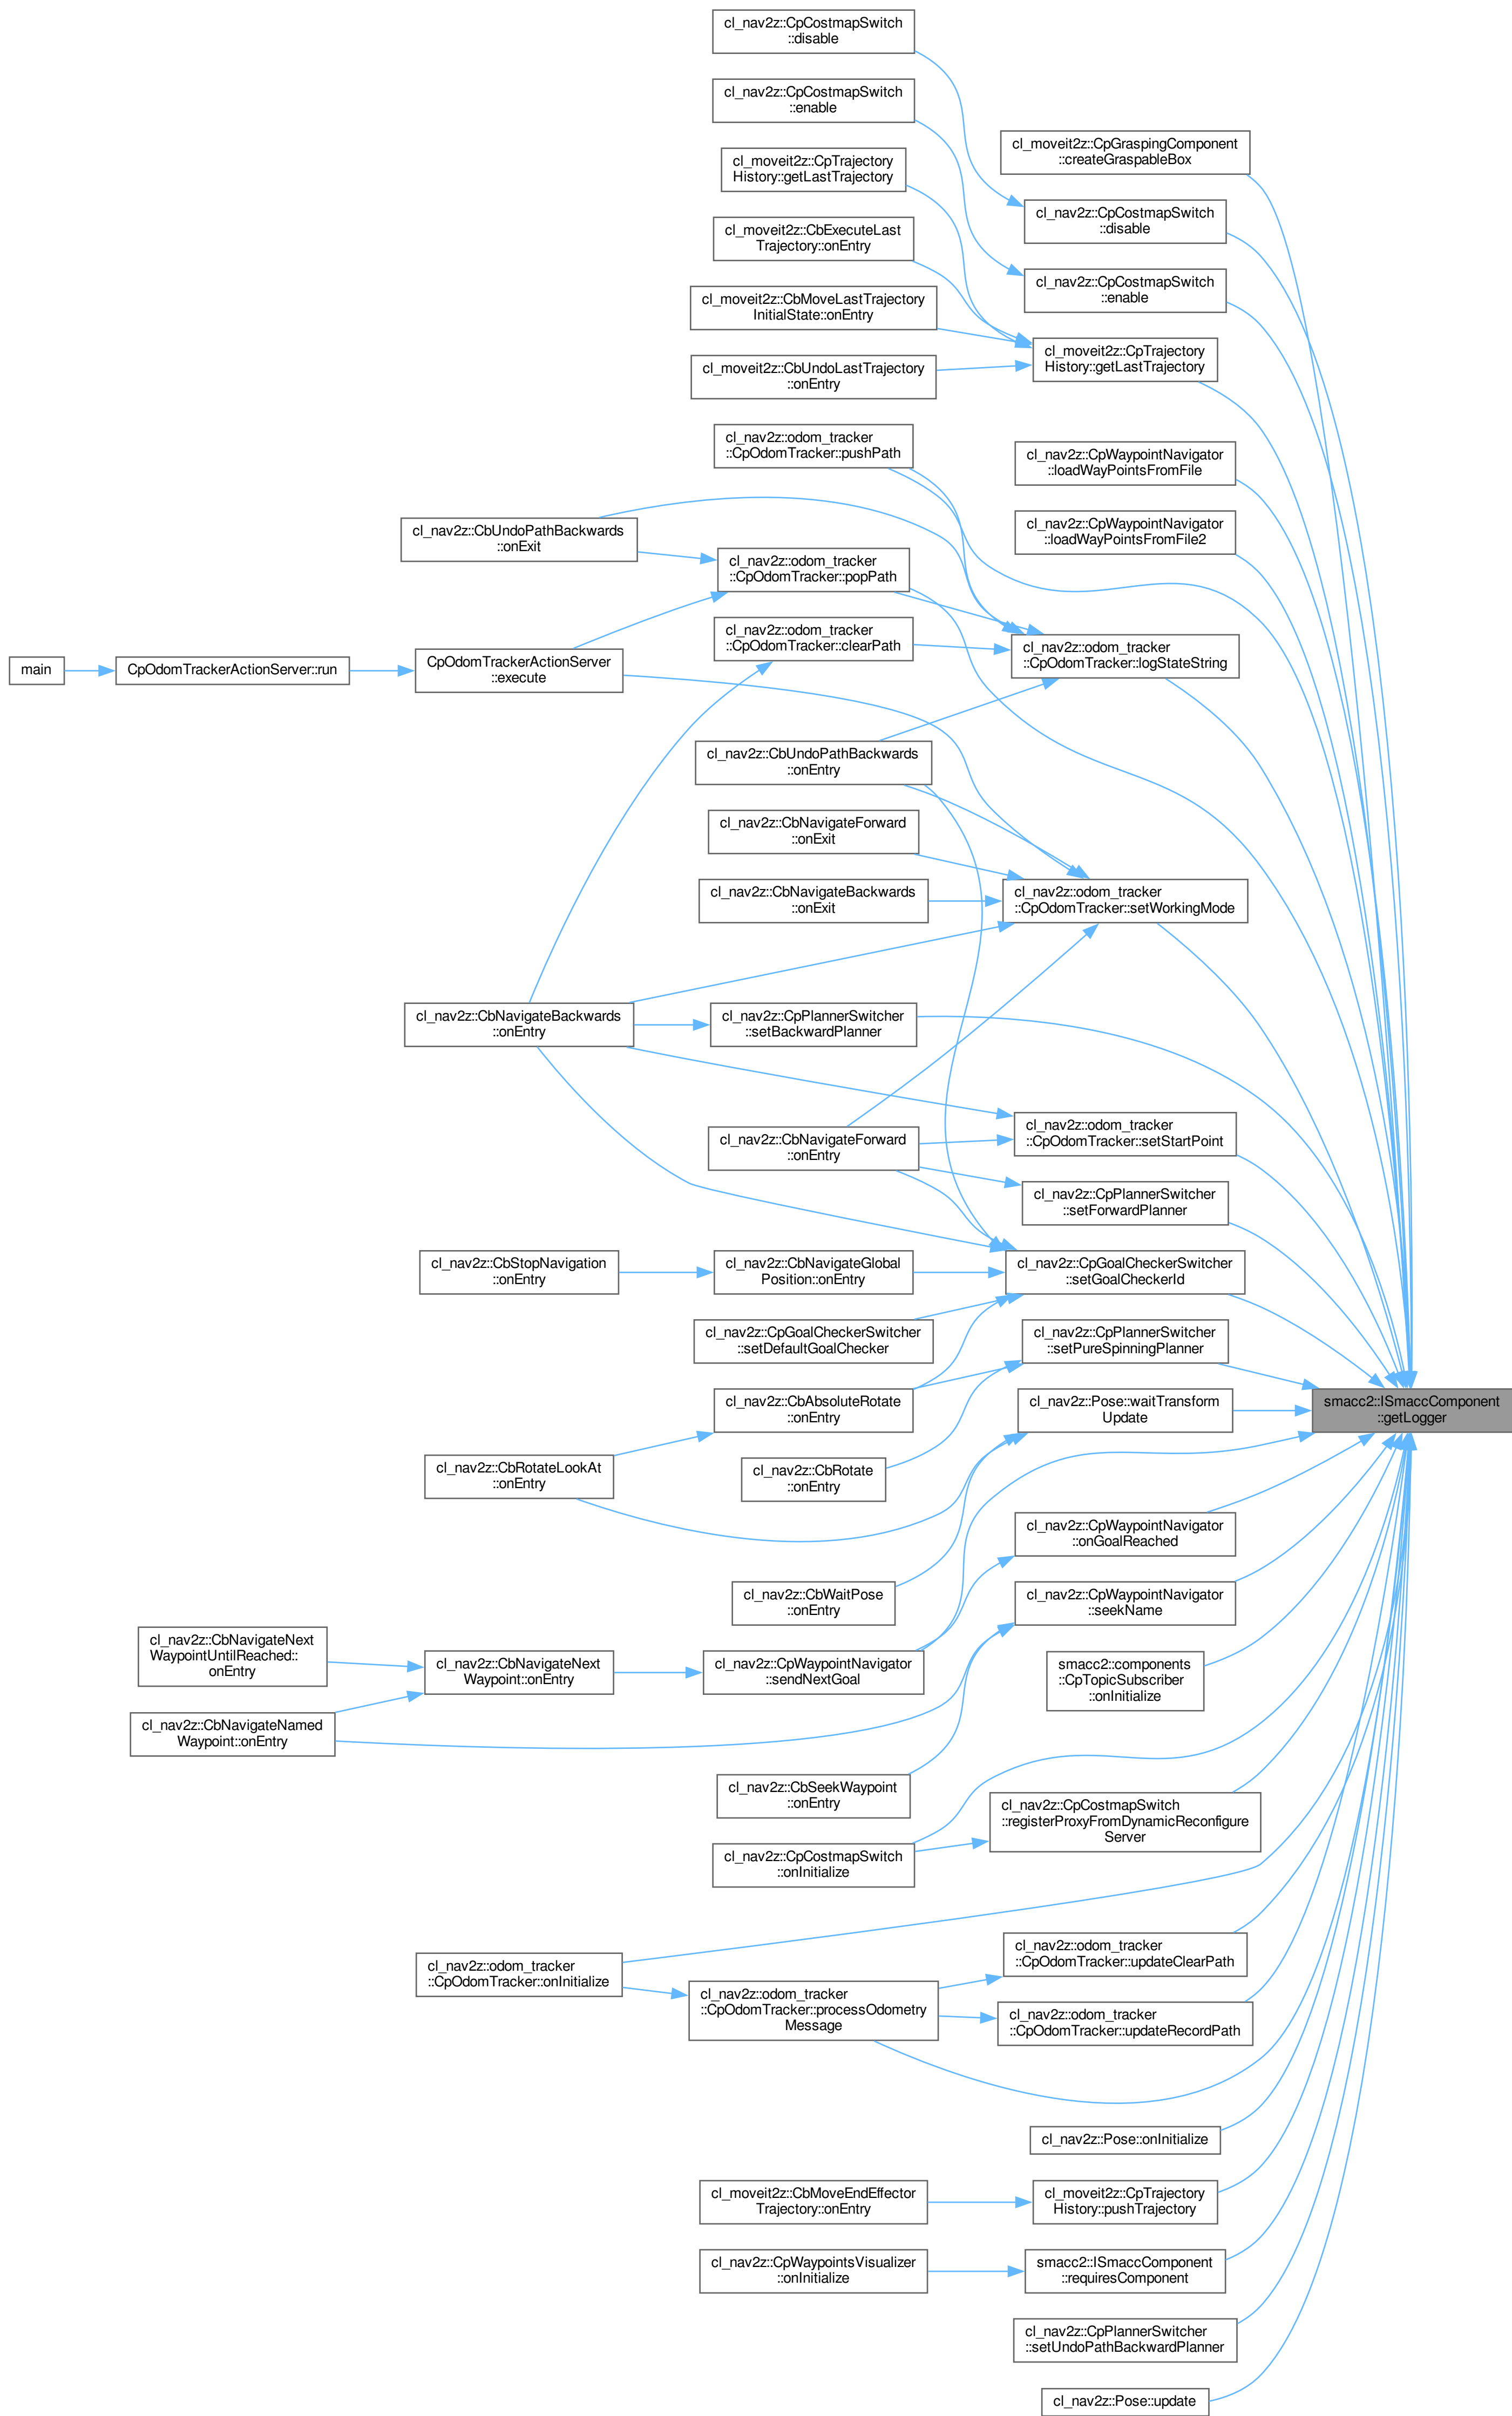 cl_nav2z::CpCostmapSwitch
::disable
cl_nav2z::CpCostmapSwitch
::enable
cl_moveit2z::CpGraspingComponent
::createGraspableBox
cl_moveit2z::CpTrajectory
History::getLastTrajectory
cl_nav2z::CpCostmapSwitch
::disable
cl_moveit2z::CbExecuteLast
Trajectory::onEntry
cl_nav2z::CpCostmapSwitch
::enable
cl_moveit2z::CbMoveLastTrajectory
InitialState::onEntry
cl_moveit2z::CpTrajectory
History::getLastTrajectory
cl_moveit2z::CbUndoLastTrajectory
::onEntry
cl_nav2z::odom_tracker
::CpOdomTracker::pushPath
cl_nav2z::CpWaypointNavigator
::loadWayPointsFromFile
cl_nav2z::CpWaypointNavigator
::loadWayPointsFromFile2
cl_nav2z::CbUndoPathBackwards
::onExit
cl_nav2z::odom_tracker
::CpOdomTracker::popPath
cl_nav2z::odom_tracker
::CpOdomTracker::clearPath
cl_nav2z::odom_tracker
::CpOdomTracker::logStateString
main
CpOdomTrackerActionServer::run
CpOdomTrackerActionServer
::execute
cl_nav2z::CbUndoPathBackwards
::onEntry
cl_nav2z::CbNavigateForward
::onExit
cl_nav2z::CbNavigateBackwards
::onExit
cl_nav2z::odom_tracker
::CpOdomTracker::setWorkingMode
cl_nav2z::CbNavigateBackwards
::onEntry
cl_nav2z::CpPlannerSwitcher
::setBackwardPlanner
cl_nav2z::odom_tracker
::CpOdomTracker::setStartPoint
cl_nav2z::CbNavigateForward
::onEntry
cl_nav2z::CpPlannerSwitcher
::setForwardPlanner
cl_nav2z::CbStopNavigation
::onEntry
cl_nav2z::CbNavigateGlobal
Position::onEntry
cl_nav2z::CpGoalCheckerSwitcher
::setGoalCheckerId
cl_nav2z::CpGoalCheckerSwitcher
::setDefaultGoalChecker
cl_nav2z::CpPlannerSwitcher
::setPureSpinningPlanner
cl_nav2z::CbAbsoluteRotate
::onEntry
cl_nav2z::Pose::waitTransform
Update
smacc2::ISmaccComponent
::getLogger
cl_nav2z::CbRotateLookAt
::onEntry
cl_nav2z::CbRotate
::onEntry
cl_nav2z::CpWaypointNavigator
::onGoalReached
cl_nav2z::CbWaitPose
::onEntry
cl_nav2z::CpWaypointNavigator
::seekName
cl_nav2z::CbNavigateNext
WaypointUntilReached::
onEntry
cl_nav2z::CbNavigateNext
Waypoint::onEntry
cl_nav2z::CpWaypointNavigator
::sendNextGoal
smacc2::components
::CpTopicSubscriber
::onInitialize
cl_nav2z::CbNavigateNamed
Waypoint::onEntry
cl_nav2z::CbSeekWaypoint
::onEntry
cl_nav2z::CpCostmapSwitch
::registerProxyFromDynamicReconfigure
Server
cl_nav2z::CpCostmapSwitch
::onInitialize
cl_nav2z::odom_tracker
::CpOdomTracker::updateClearPath
cl_nav2z::odom_tracker
::CpOdomTracker::onInitialize
cl_nav2z::odom_tracker
::CpOdomTracker::processOdometry
Message
cl_nav2z::odom_tracker
::CpOdomTracker::updateRecordPath
cl_nav2z::Pose::onInitialize
cl_moveit2z::CbMoveEndEffector
Trajectory::onEntry
cl_moveit2z::CpTrajectory
History::pushTrajectory
cl_nav2z::CpWaypointsVisualizer
::onInitialize
smacc2::ISmaccComponent
::requiresComponent
cl_nav2z::CpPlannerSwitcher
::setUndoPathBackwardPlanner
cl_nav2z::Pose::update